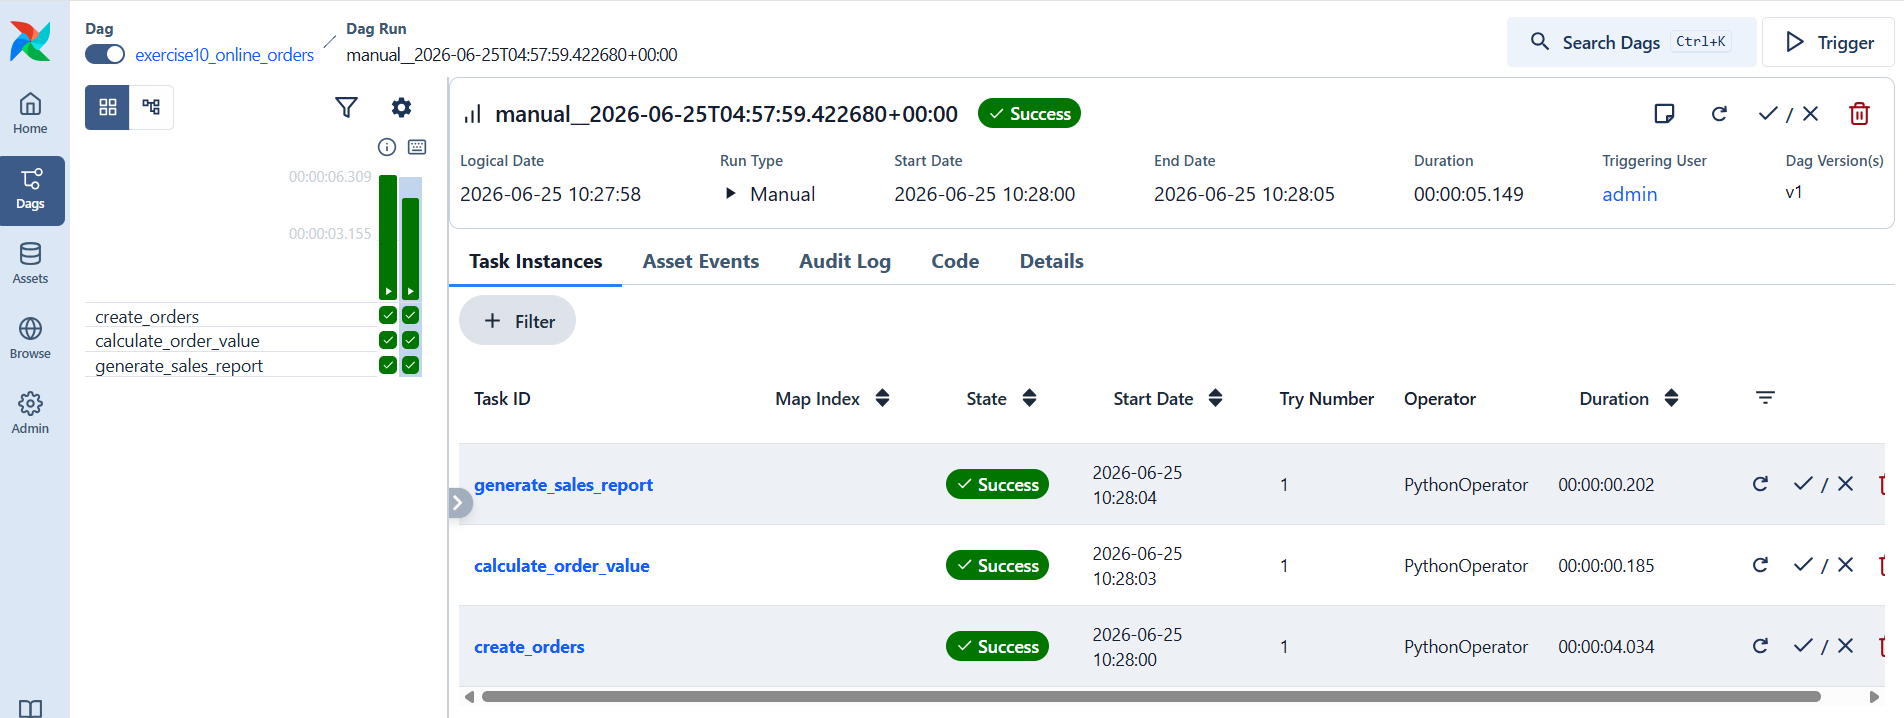 Dag
exercise10_online_orders
/
Dag Run
manual__2026-06-25T04:57:59.422680+00:00
Search Dags Ctrl+K
Trigger
Home
Dags
Assets
Browse
Admin
00:00:06.309
00:00:03.155
create_orders
calculate_order_value
generate_sales_report
manual__2026-06-25T04:57:59.422680+00:00 Success
/
Logical Date Run Type Start Date End Date Duration Triggering User Dag Version(s)
2026-06-25 10:27:58 Manual 2026-06-25 10:28:00 2026-06-25 10:28:05 00:00:05.149 admin v1
Task Instances Asset Events Audit Log Code Details
+ Filter
Task ID Map Index State Start Date Try Number Operator Duration
generate_sales_report Success 2026-06-25 10:28:04 1 PythonOperator 00:00:00.202 /
calculate_order_value Success 2026-06-25 10:28:03 1 PythonOperator 00:00:00.185 /
create_orders Success 2026-06-25 10:28:00 1 PythonOperator 00:00:04.034 /